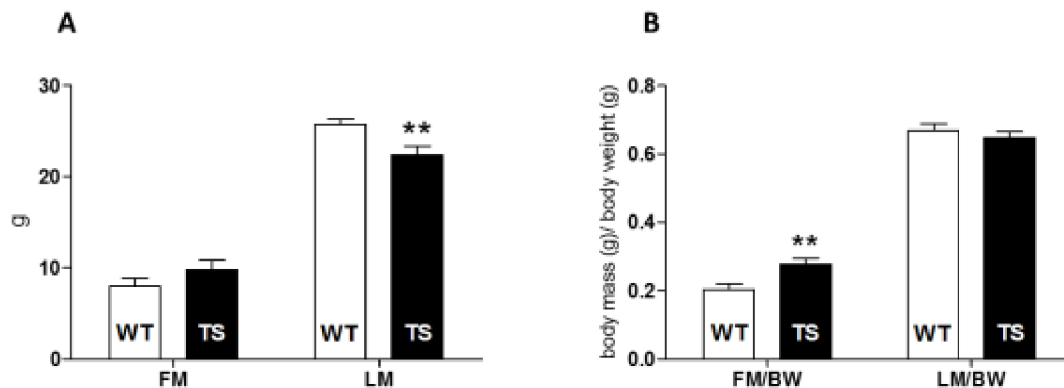 A
30
20
10
0
g
WT
TS
WT
**
TS
FM
LM
B
0.8
0.6
0.4
0.2
0.0
body mass (g)/ body weight (g)
WT
**
TS
WT
TS
FM/BW
LM/BW